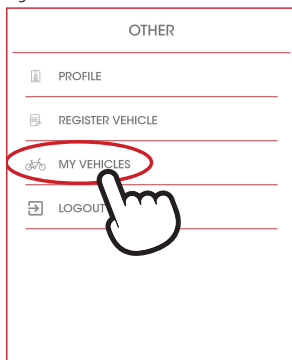 OTHER
PROFILE
REGISTER VEHICLE
MY VEHICLES
LOGOUT